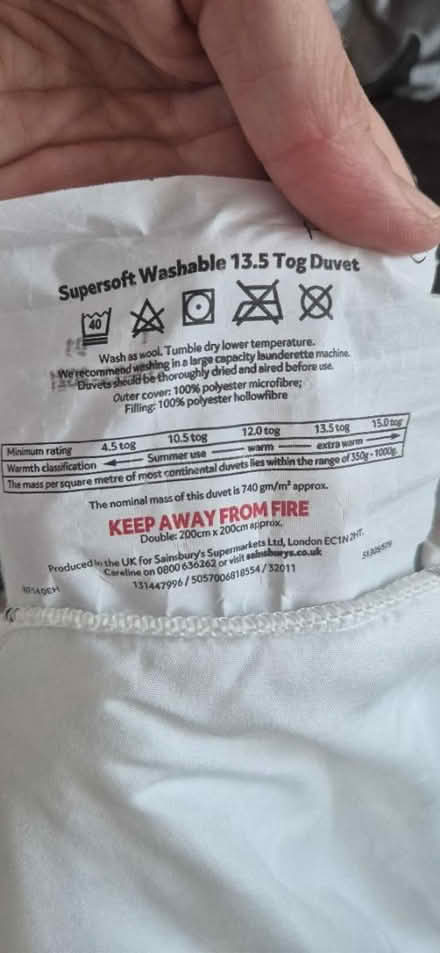 Supersoft Washable 13.5 Tog Duvet
40
Wash as wool. Tumble dry lower temperature.
We recommend washing in a large capacity launderette machine.
Duvets should be thoroughly dried and aired before use.
Outer cover: 100% polyester microfibre;
Filling: 100% polyester hollowfibre
Minimum rating 4.5 tog 10.5 tog 12.0 tog 13.5 tog 15.0 tog
Warmth classification Summer use warm extra warm
The mass per square metre of most continental duvets lies within the range of 350g - 1000g.
The nominal mass of this duvet is 740 gm/m² approx.
KEEP AWAY FROM FIRE
Double: 200cm x 200cm approx.
Produced in the UK for Sainsbury's Supermarkets Ltd, London EC1N 2HT.
Careline on 0800 636262 or visit sainsburys.co.uk
131447996 / 5057006818554 / 32011